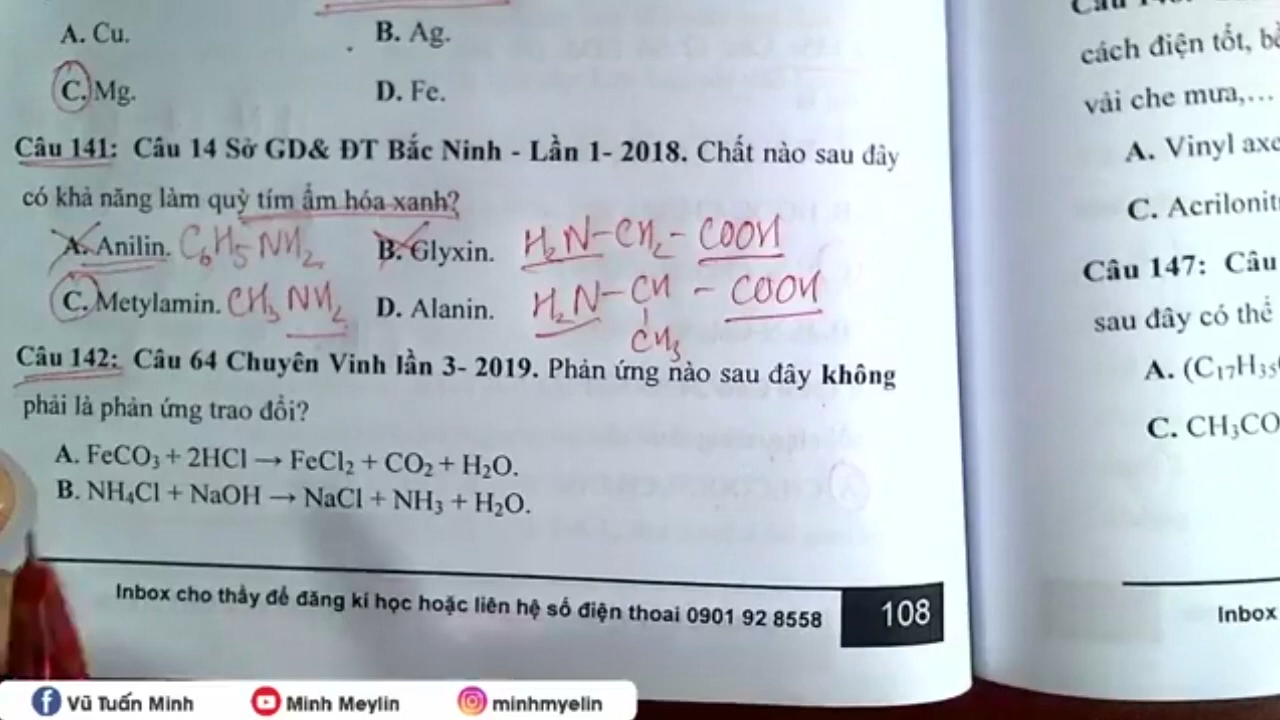 A. Cu.
B. Ag.
C. Mg.
D. Fe.
Câu 141: Câu 14 Sở GD& ĐT Bắc Ninh - Lần 1- 2018. Chất nào sau đây
có khả năng làm quỳ tím ẩm hóa xanh?
A. Anilin. C₆H₅NH₂
B. Glyxin. H₂N-CH₂-COOH
C. Metylamin. CH₃NH₂
D. Alanin. H₂N-CH-COOH
CH₃
Câu 142: Câu 64 Chuyên Vinh lần 3- 2019. Phản ứng nào sau đây không
phải là phản ứng trao đổi?
A. FeCO₃ + 2HCl → FeCl₂ + CO₂ + H₂O.
B. NH₄Cl + NaOH → NaCl + NH₃ + H₂O.
Inbox cho thầy để đăng kí học hoặc liên hệ số điện thoai 0901 92 8558
108
cách điện tốt, 
vải che mưa,...
A. Vinyl
C.
Câu 147: Câu
sau đây có thể
A. (C₁₇H₃₅
C. CH₃CO
Inbox
Vũ Tuấn Minh
Minh Meylin
minhmyelin